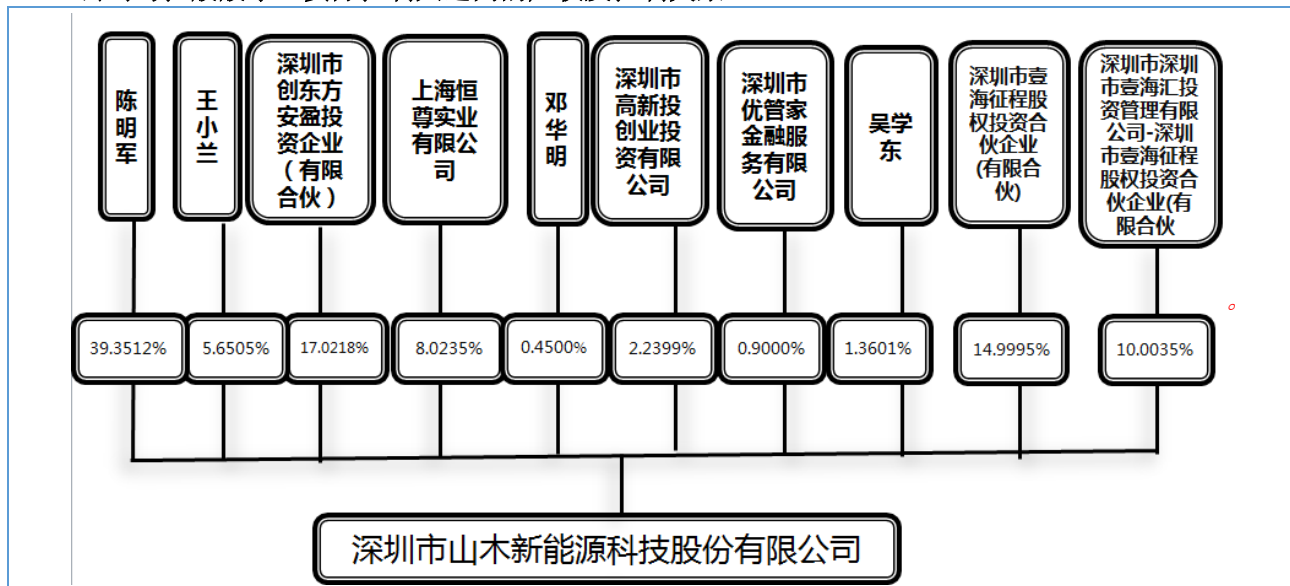 陈
明
军
王
小
兰
深圳市
创东方
安盈投
资企业
（有限
合伙）
上海恒
尊实业
有限公
司
邓
华
明
深圳市
高新投
创业投
资有限
公司
深圳市
优管家
金融服
务有限
公司
吴学
东
深圳市壹
海征程股
权投资合
伙企业
(有限合
伙)
深圳市深圳
市壹海汇投
资管理有限
公司-深圳
市壹海征程
股权投资合
伙企业(有
限合伙
39.3512%
5.6505%
17.0218%
8.0235%
0.4500%
2.2399%
0.9000%
1.3601%
14.9995%
10.0035%
。
深圳市山木新能源科技股份有限公司